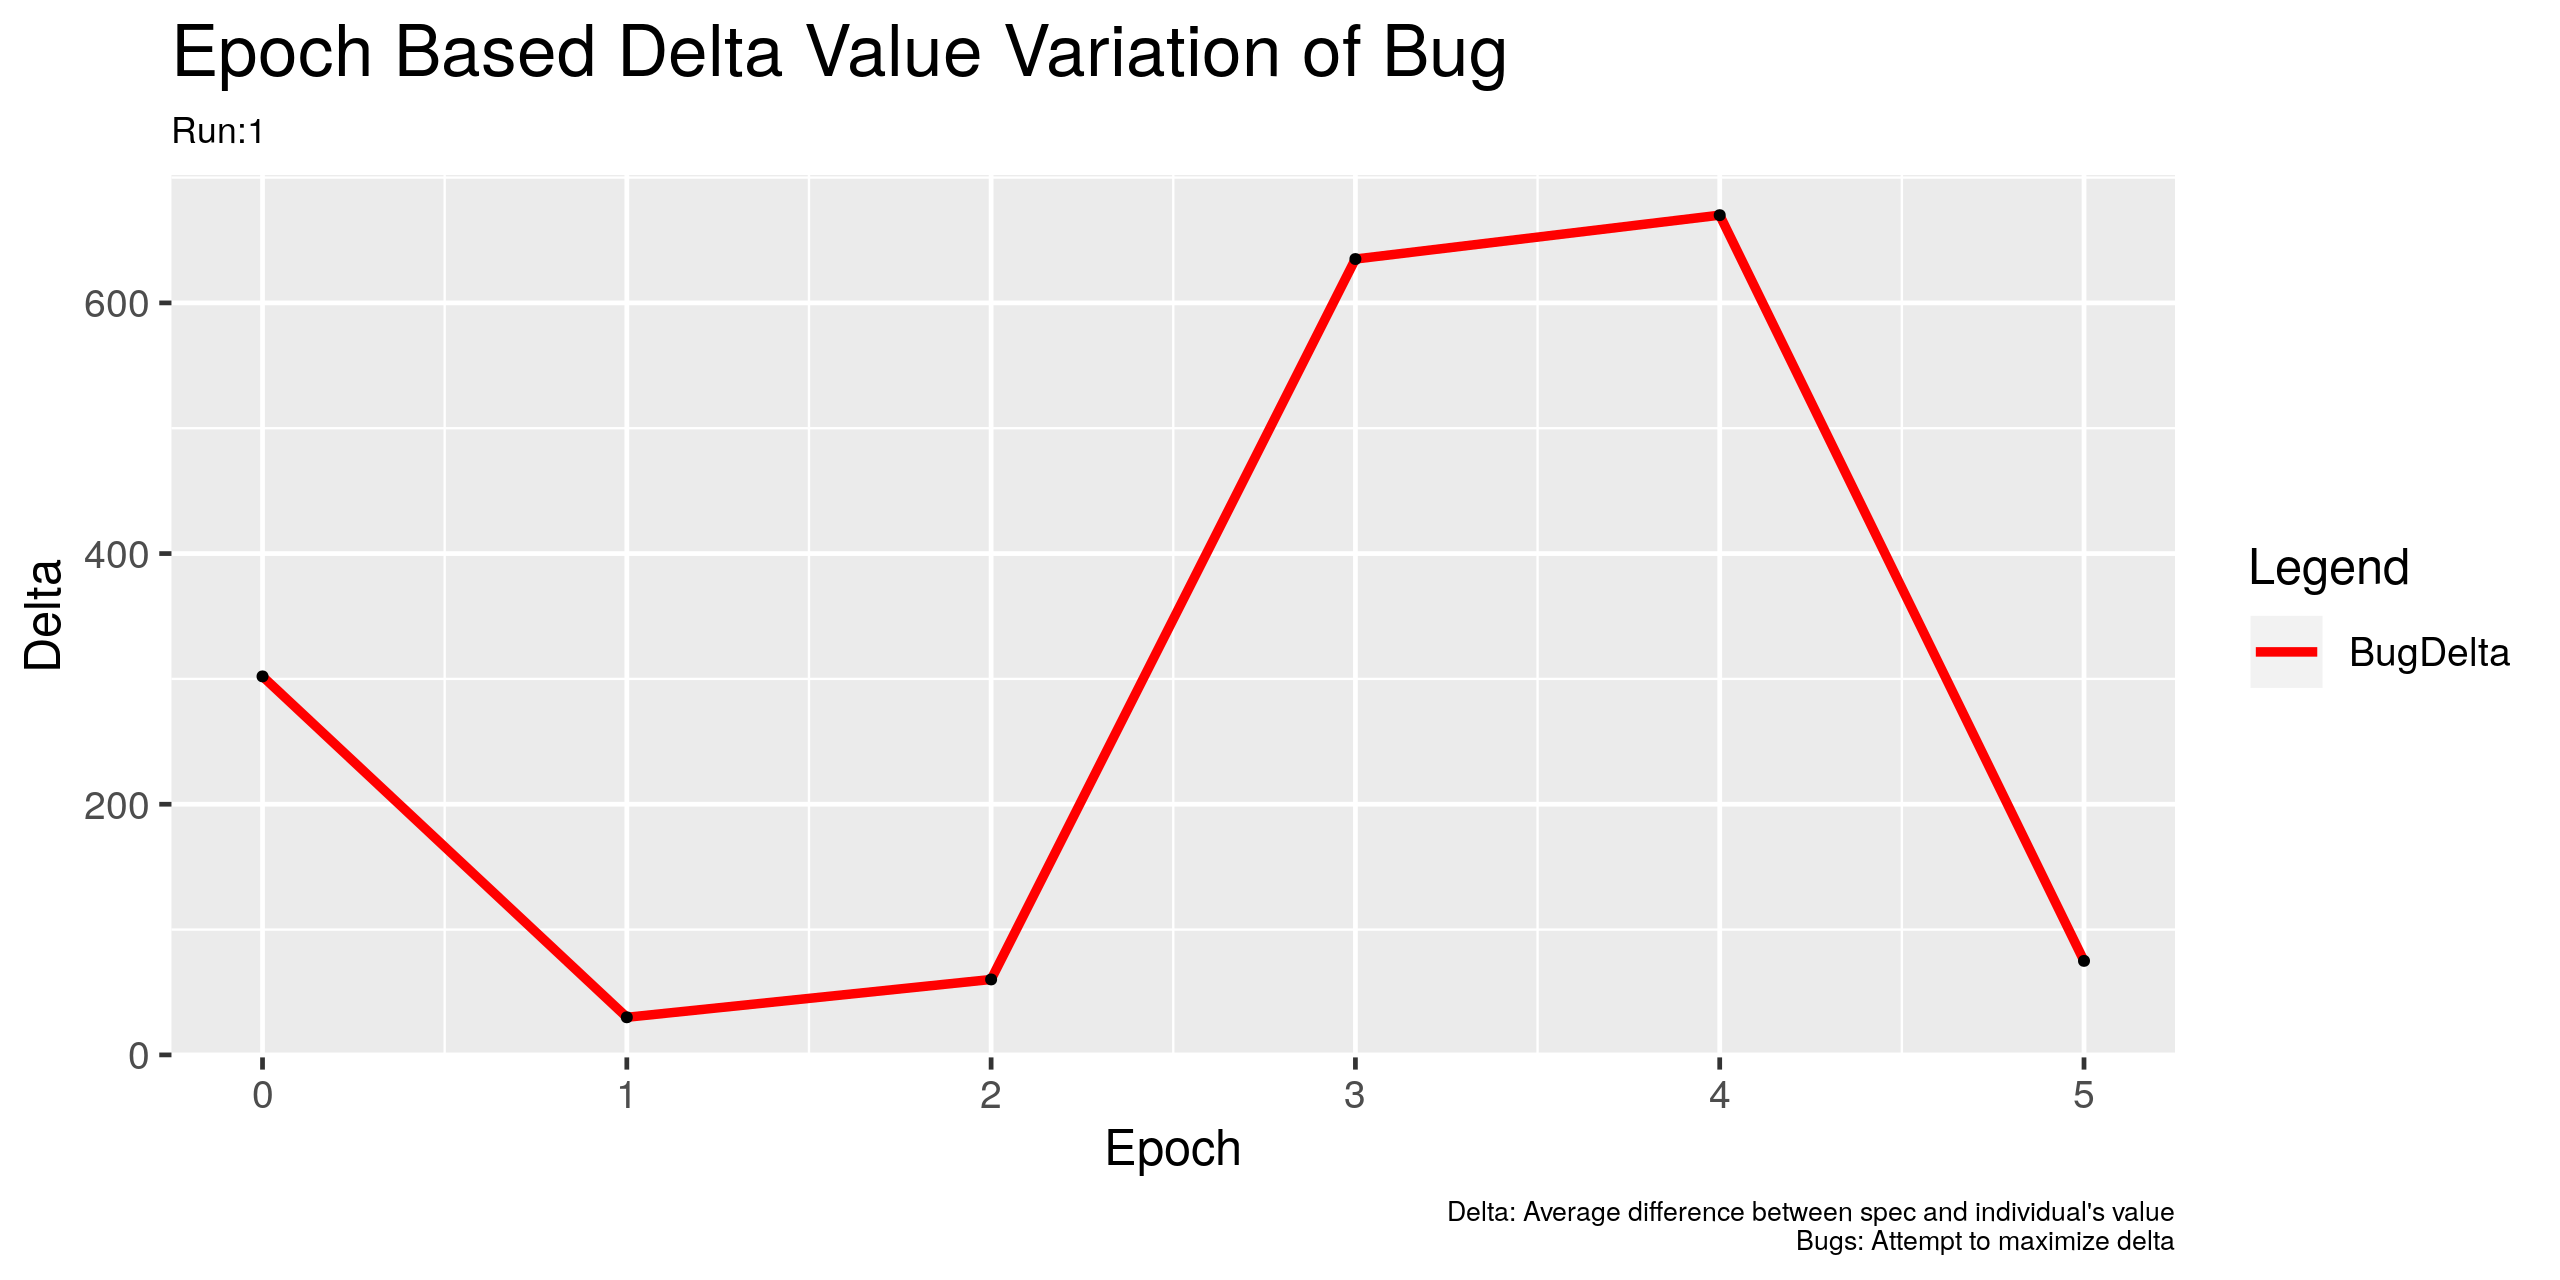 Epoch Based Delta Value Variation of Bug
Run:1
600
400
200
0
Delta
0 1 2 3 4 5
Epoch
Legend
BugDelta
Delta: Average difference between spec and individual's value
Bugs: Attempt to maximize delta